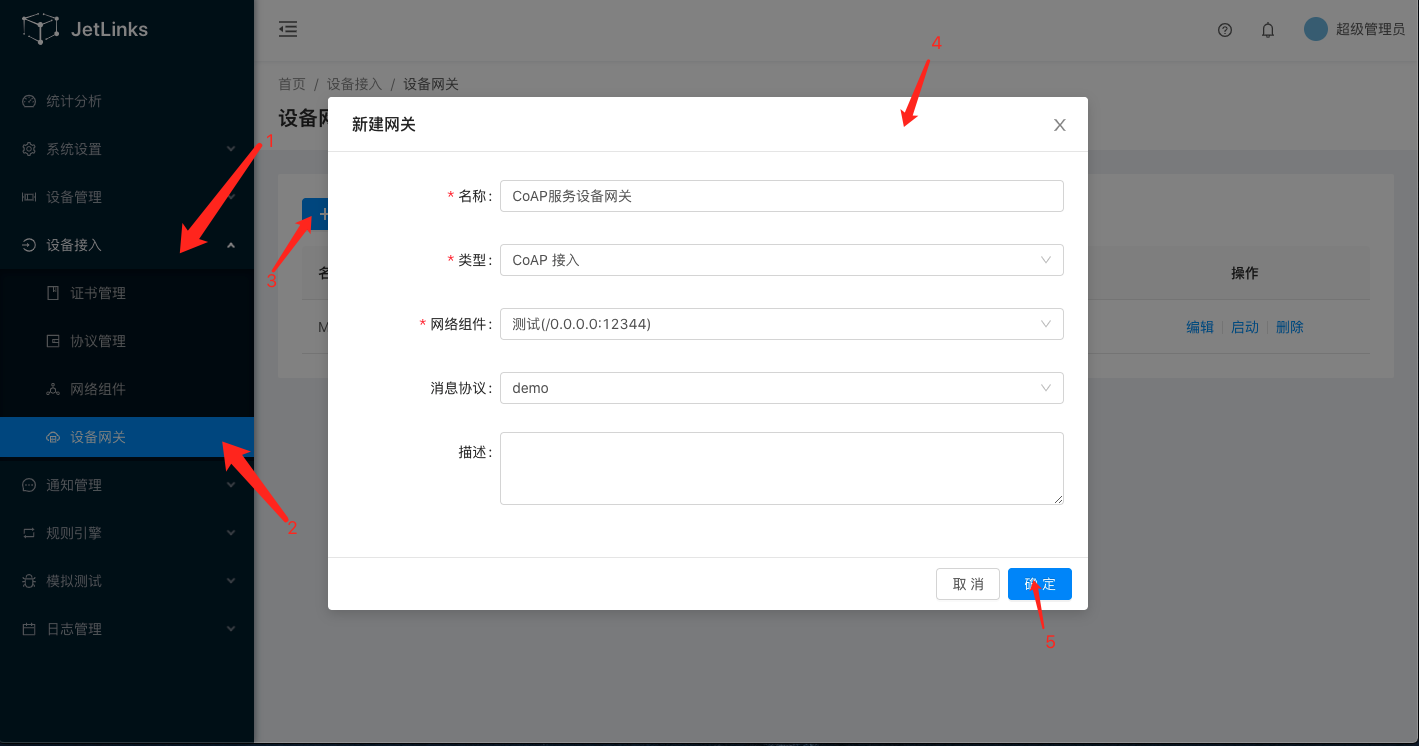 JetLinks
超级管理员
统计分析
系统设置
设备管理
设备接入
证书管理
协议管理
网络组件
设备网关
通知管理
规则引擎
模拟测试
日志管理
首页 / 设备接入 / 设备网关
新建网关
* 名称:
CoAP服务设备网关
* 类型:
CoAP 接入
* 网络组件:
测试(/0.0.0.0:12344)
消息协议:
demo
描述:
取 消
确 定
操作
编辑
启动
删除
1
2
3
4
5